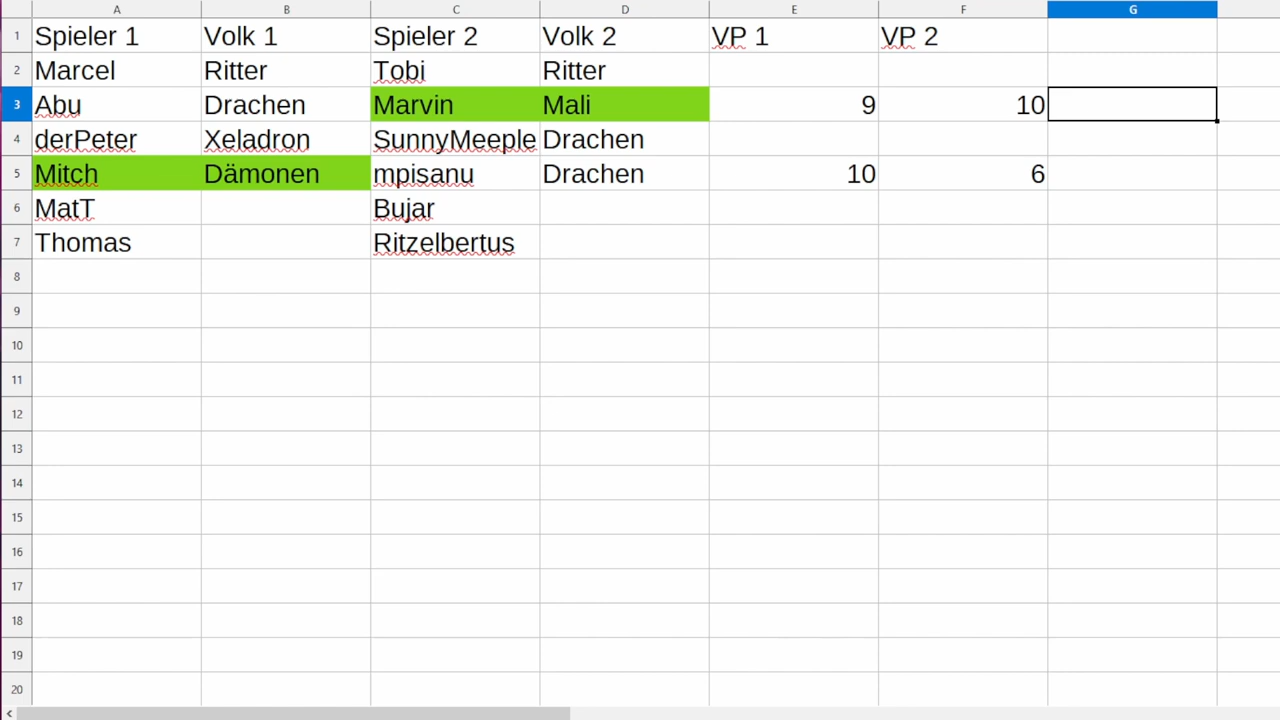 A B C D E F G
1 Spieler 1 Volk 1 Spieler 2 Volk 2 VP 1 VP 2
2 Marcel Ritter Tobi Ritter
3 Abu Drachen Marvin Mali 9 10
4 derPeter Xeladron SunnyMeeple Drachen
5 Mitch Dämonen mpisanu Drachen 10 6
6 MatT Bujar
7 Thomas Ritzelbertus
8
9
10
11
12
13
14
15
16
17
18
19
20